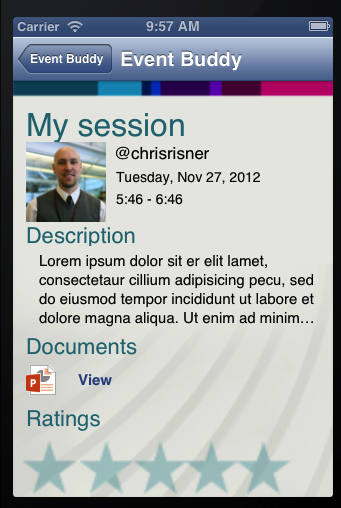 Carrier 9:57 AM
Event Buddy Event Buddy
My session
@chrisrisner
Tuesday, Nov 27, 2012
5:46 - 6:46
Description
Lorem ipsum dolor sit er elit lamet,
consectetaur cillium adipisicing pecu, sed
do eiusmod tempor incididunt ut labore et
dolore magna aliqua. Ut enim ad minim...
Documents
P View
Ratings